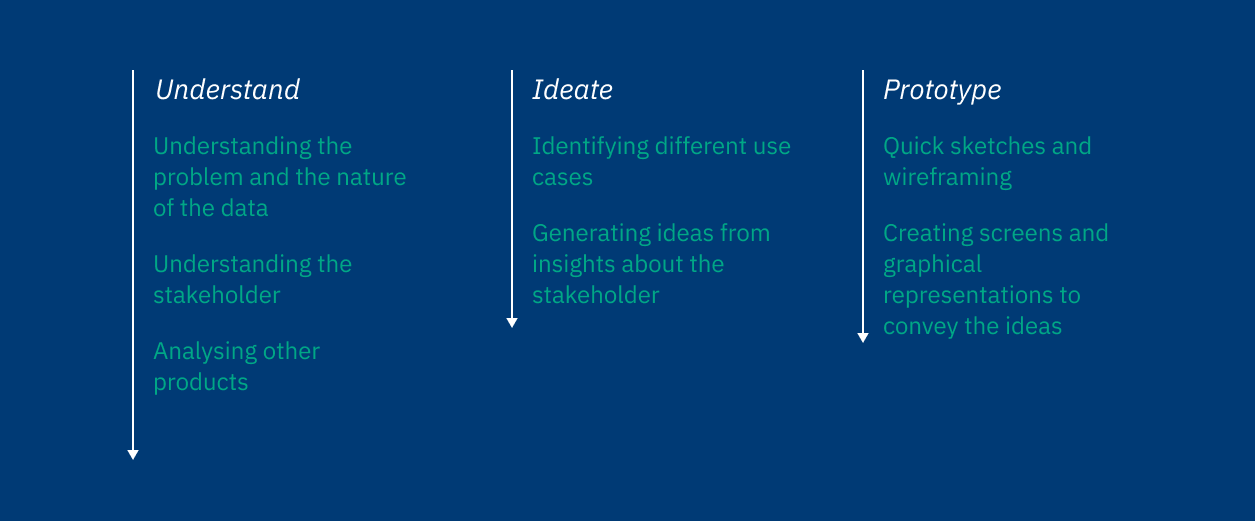 Understand
Understanding the
problem and the nature
of the data
Understanding the
stakeholder
Analysing other
products
Ideate
Identifying different use
cases
Generating ideas from
insights about the
stakeholder
Prototype
Quick sketches and
wireframing
Creating screens and
graphical
representations to
convey the ideas